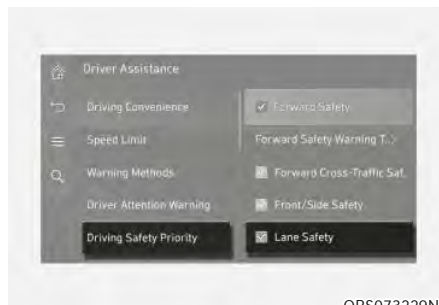 Driver Assistance
Driving Convenience
Forward Safety
Speed Limit
Forward Safety Warning T..>
Warning Methods
Forward Cross-Traffic Saf.
Driver Attention Warning
Front/Side Safety
Driving Safety Priority
Lane Safety